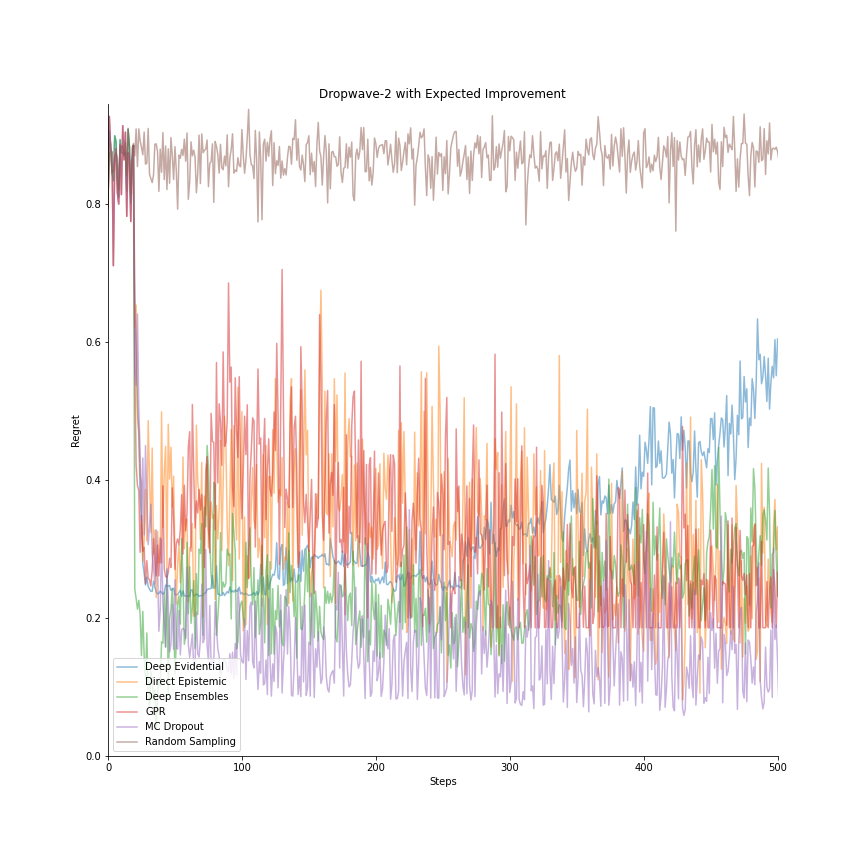 Dropwave-2 with Expected Improvement
Regret
0.8
0.6
0.4
0.2
0.0
Deep Evidential
Direct Epistemic
Deep Ensembles
GPR
MC Dropout
Random Sampling
0 100 200 300 400 500
Steps